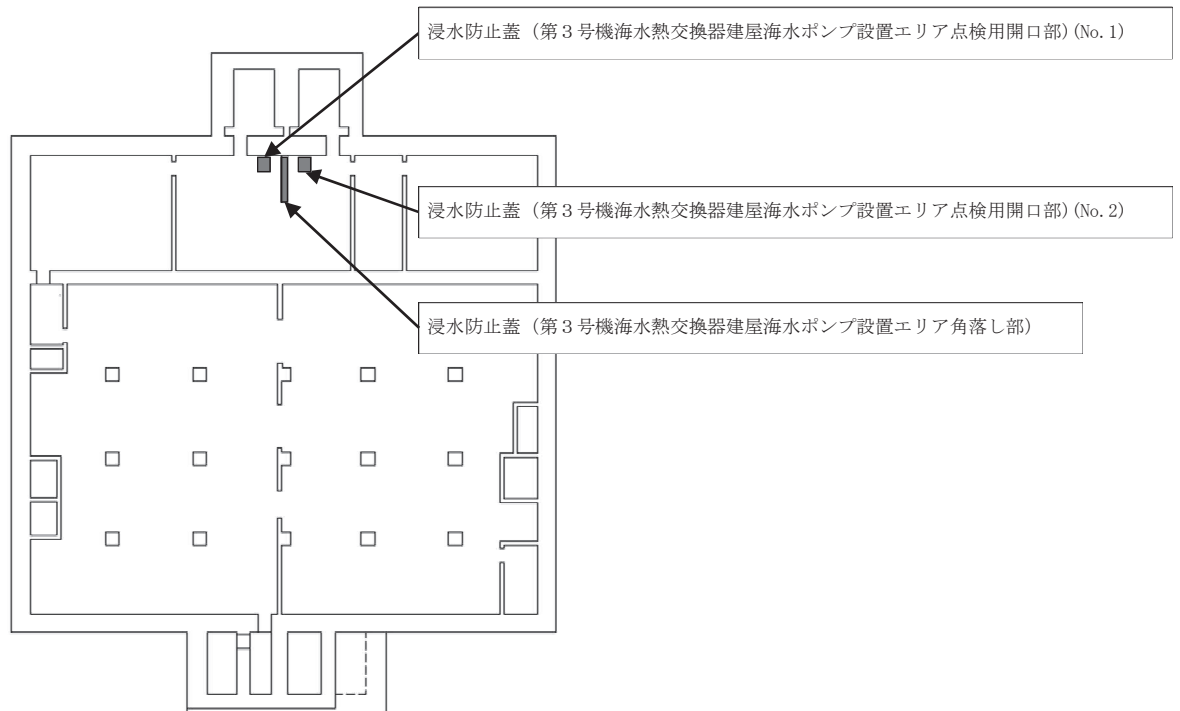 浸水防止蓋（第３号機海水熱交換器建屋海水ポンプ設置エリア点検用開口部）(No.1)
浸水防止蓋（第３号機海水熱交換器建屋海水ポンプ設置エリア点検用開口部）(No.2)
浸水防止蓋（第３号機海水熱交換器建屋海水ポンプ設置エリア角落し部）